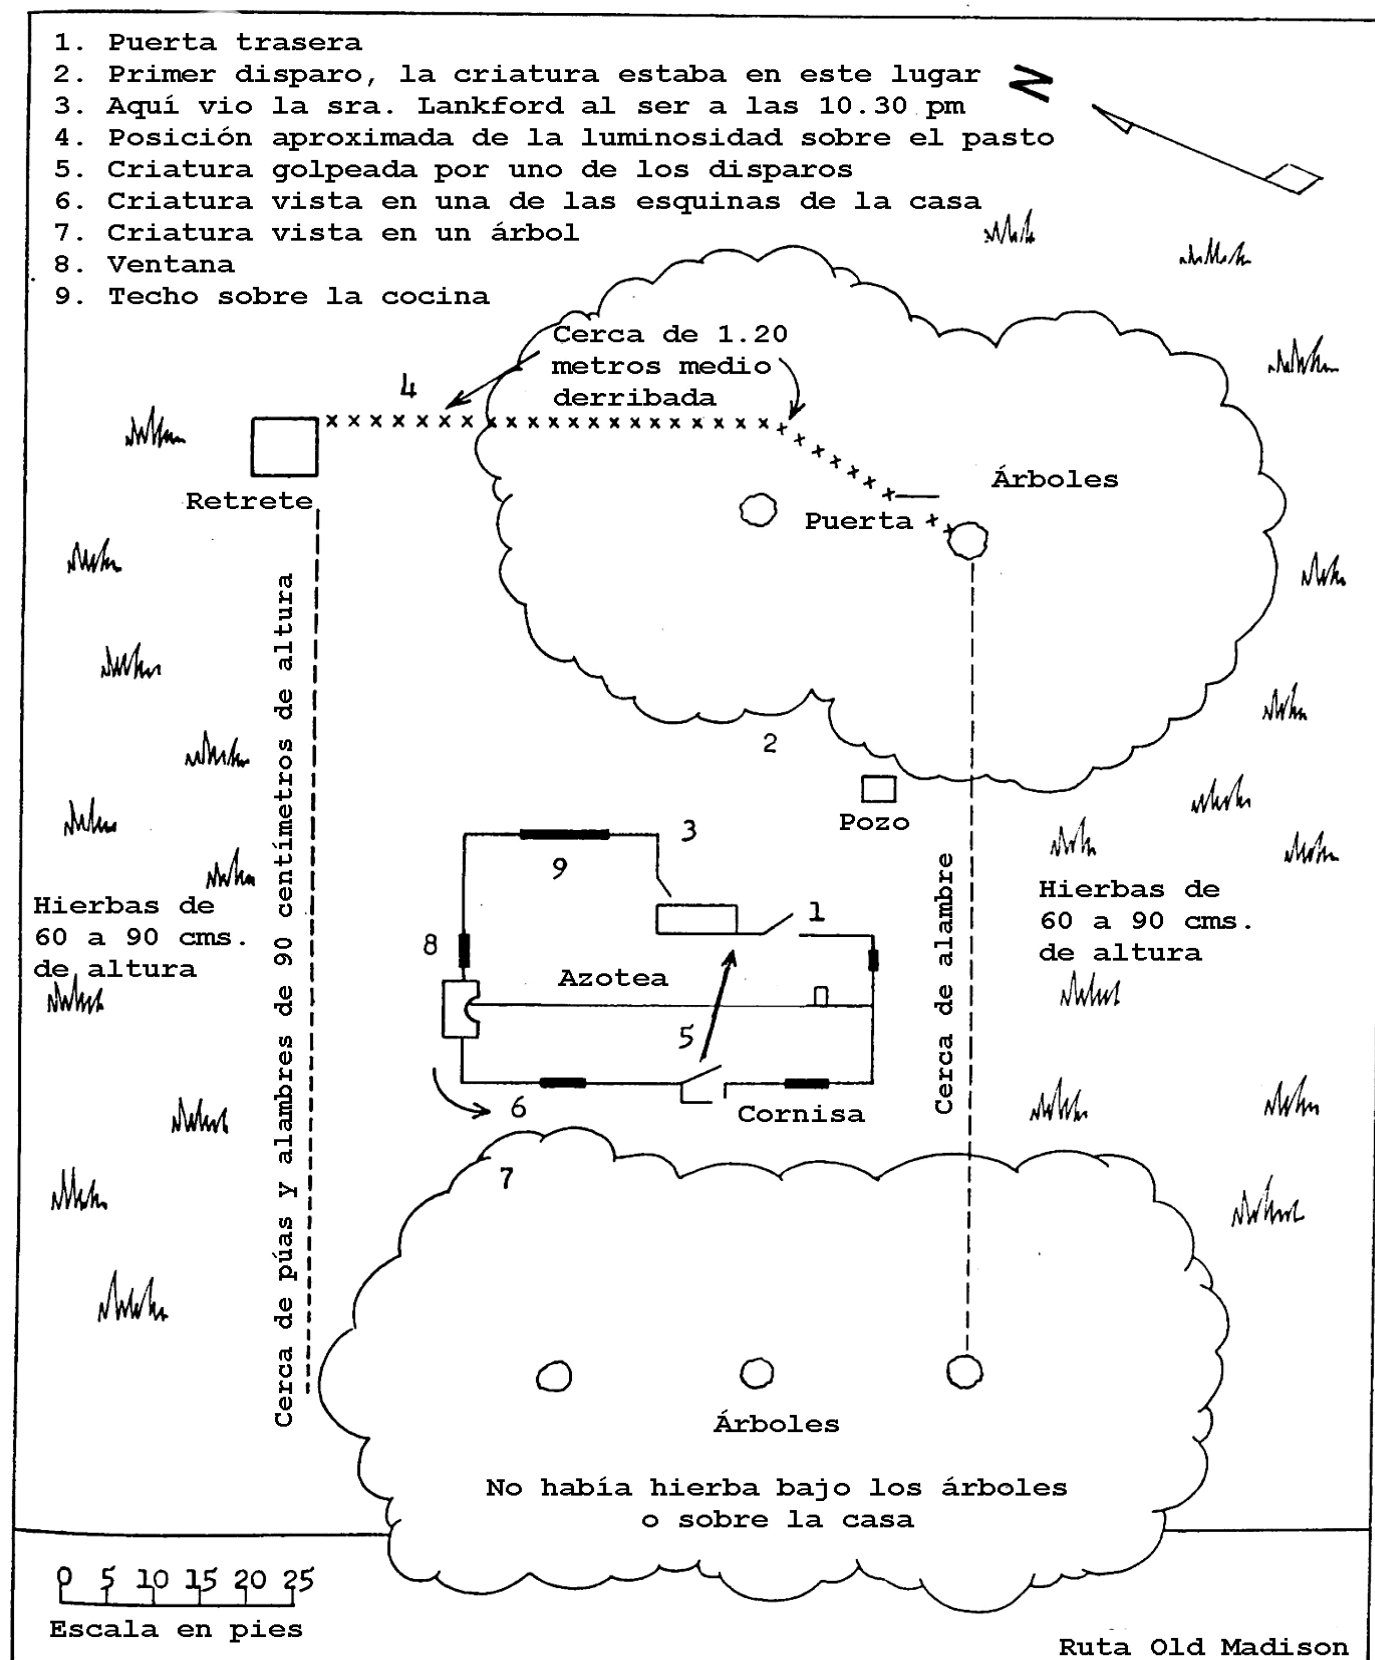 1. Puerta trasera
2. Primer disparo, la criatura estaba en este lugar
3. Aquí vio la sra. Lankford al ser a las 10.30 pm
4. Posición aproximada de la luminosidad sobre el pasto
5. Criatura golpeada por uno de los disparos
6. Criatura vista en una de las esquinas de la casa
7. Criatura vista en un árbol
8. Ventana
9. Techo sobre la cocina
N
Cerca de 1.20
metros medio
derribada
4
Retrete
Árboles
Puerta
Cerca de púas y alambres de 90 centímetros de altura
2
Pozo
3
9
1
Hierbas de
60 a 90 cms.
de altura
8
Azotea
5
Cerca de alambre
Hierbas de
60 a 90 cms.
de altura
6
Cornisa
7
Árboles
No había hierba bajo los árboles
o sobre la casa
0 5 10 15 20 25
Escala en pies
Ruta Old Madison